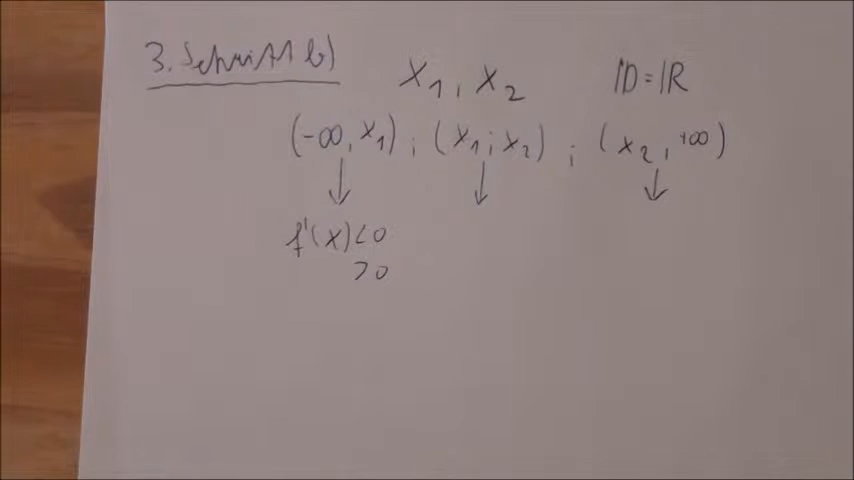 3. Schritt b)
x₁, x₂ ID = IR
(-∞, x₁) ; (x₁ ; x₂) ; (x₂, +∞)
↓ ↓ ↓
f'(x) < 0
> 0